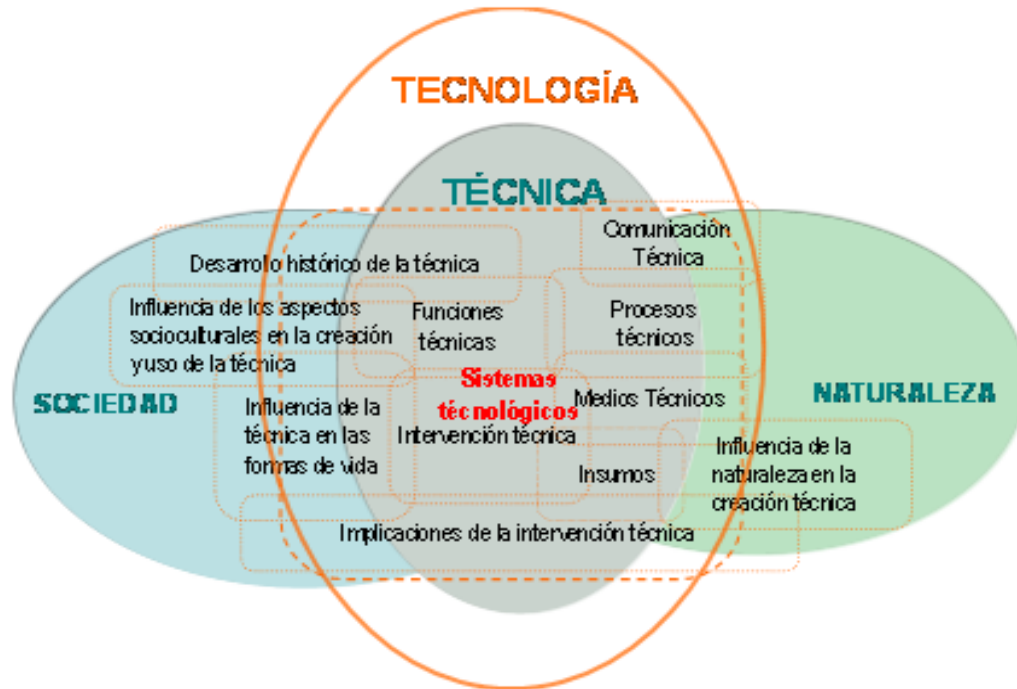 TECNOLOGÍA
TÉCNICA
Comunicación
Técnica
Desarrollo histórico de la técnica
Influencia de los aspectos
socioculturales en la creación
y uso de la técnica
Funciones
técnicas
Procesos
técnicos
Sistemas
técnológicos
SOCIEDAD
Influencia de la
técnica en las
formas de vida
Intervención técnica
Medios Técnicos
NATURALEZA
Insumos
Influencia de la
naturaleza en la
creación técnica
Implicaciones de la intervención técnica